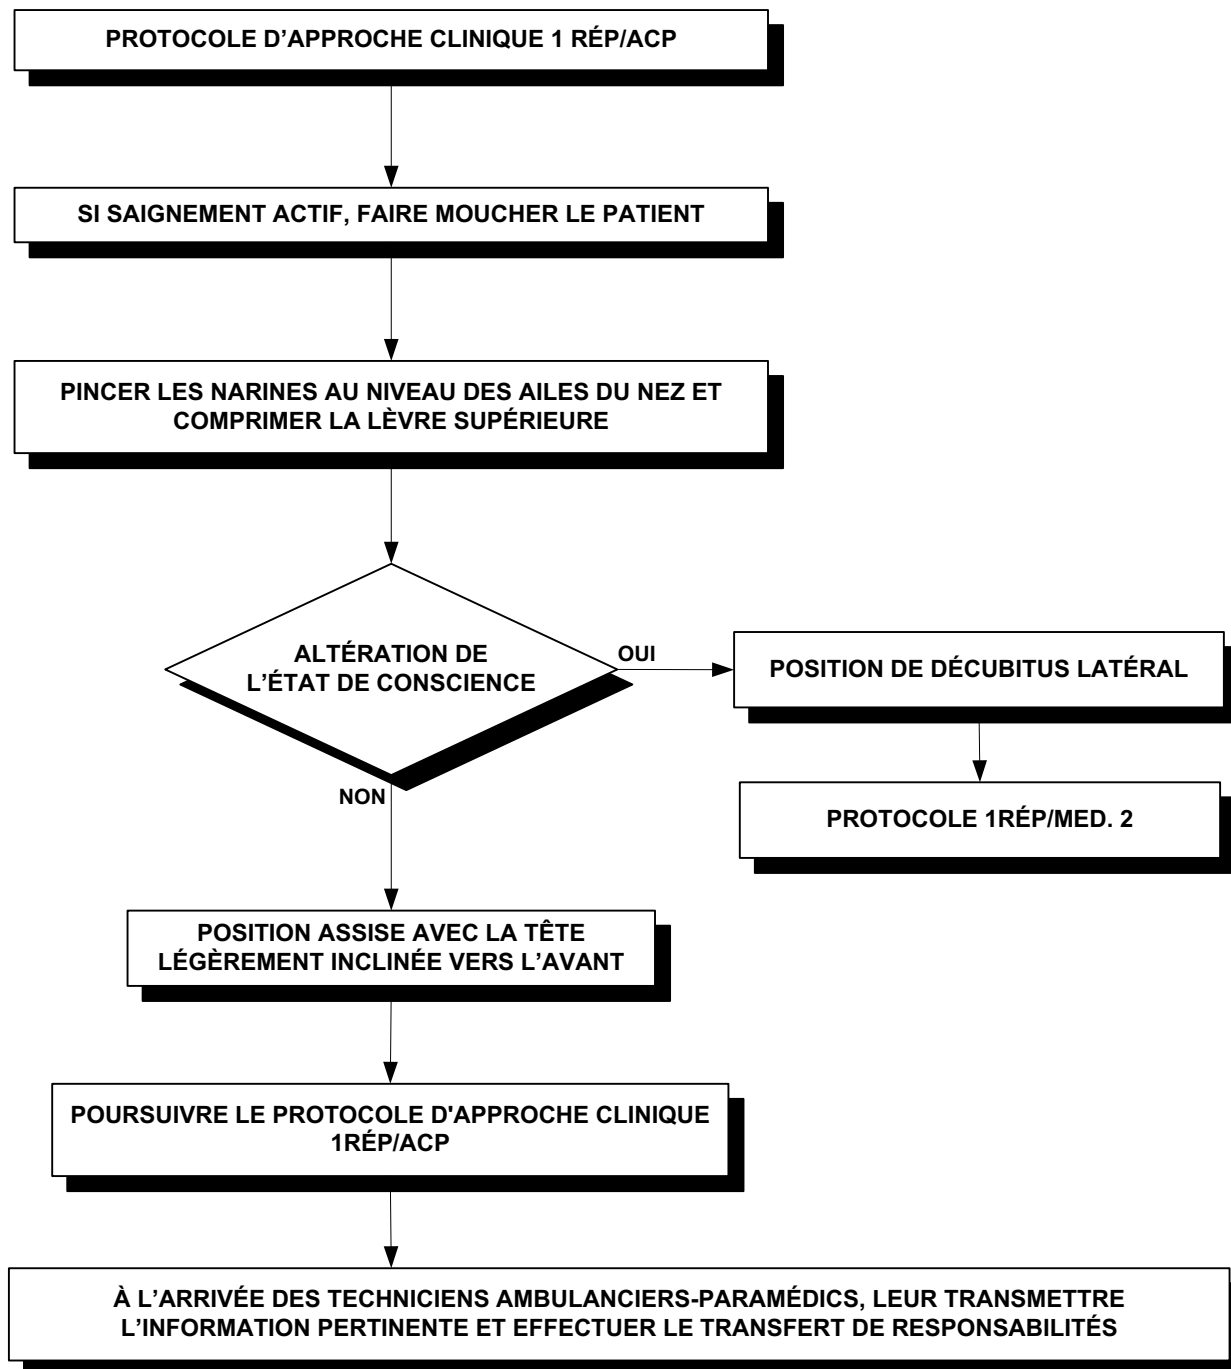 PROTOCOLE D’APPROCHE CLINIQUE 1 RÉP/ACP
SI SAIGNEMENT ACTIF, FAIRE MOUCHER LE PATIENT
PINCER LES NARINES AU NIVEAU DES AILES DU NEZ ET
COMPRIMER LA LÈVRE SUPÉRIEURE
ALTÉRATION DE
L’ÉTAT DE CONSCIENCE
OUI
POSITION DE DÉCUBITUS LATÉRAL
PROTOCOLE 1RÉP/MED. 2
NON
POSITION ASSISE AVEC LA TÊTE
LÉGÈREMENT INCLINÉE VERS L’AVANT
POURSUIVRE LE PROTOCOLE D'APPROCHE CLINIQUE
1RÉP/ACP
À L’ARRIVÉE DES TECHNICIENS AMBULANCIERS-PARAMÉDICS, LEUR TRANSMETTRE
L’INFORMATION PERTINENTE ET EFFECTUER LE TRANSFERT DE RESPONSABILITÉS